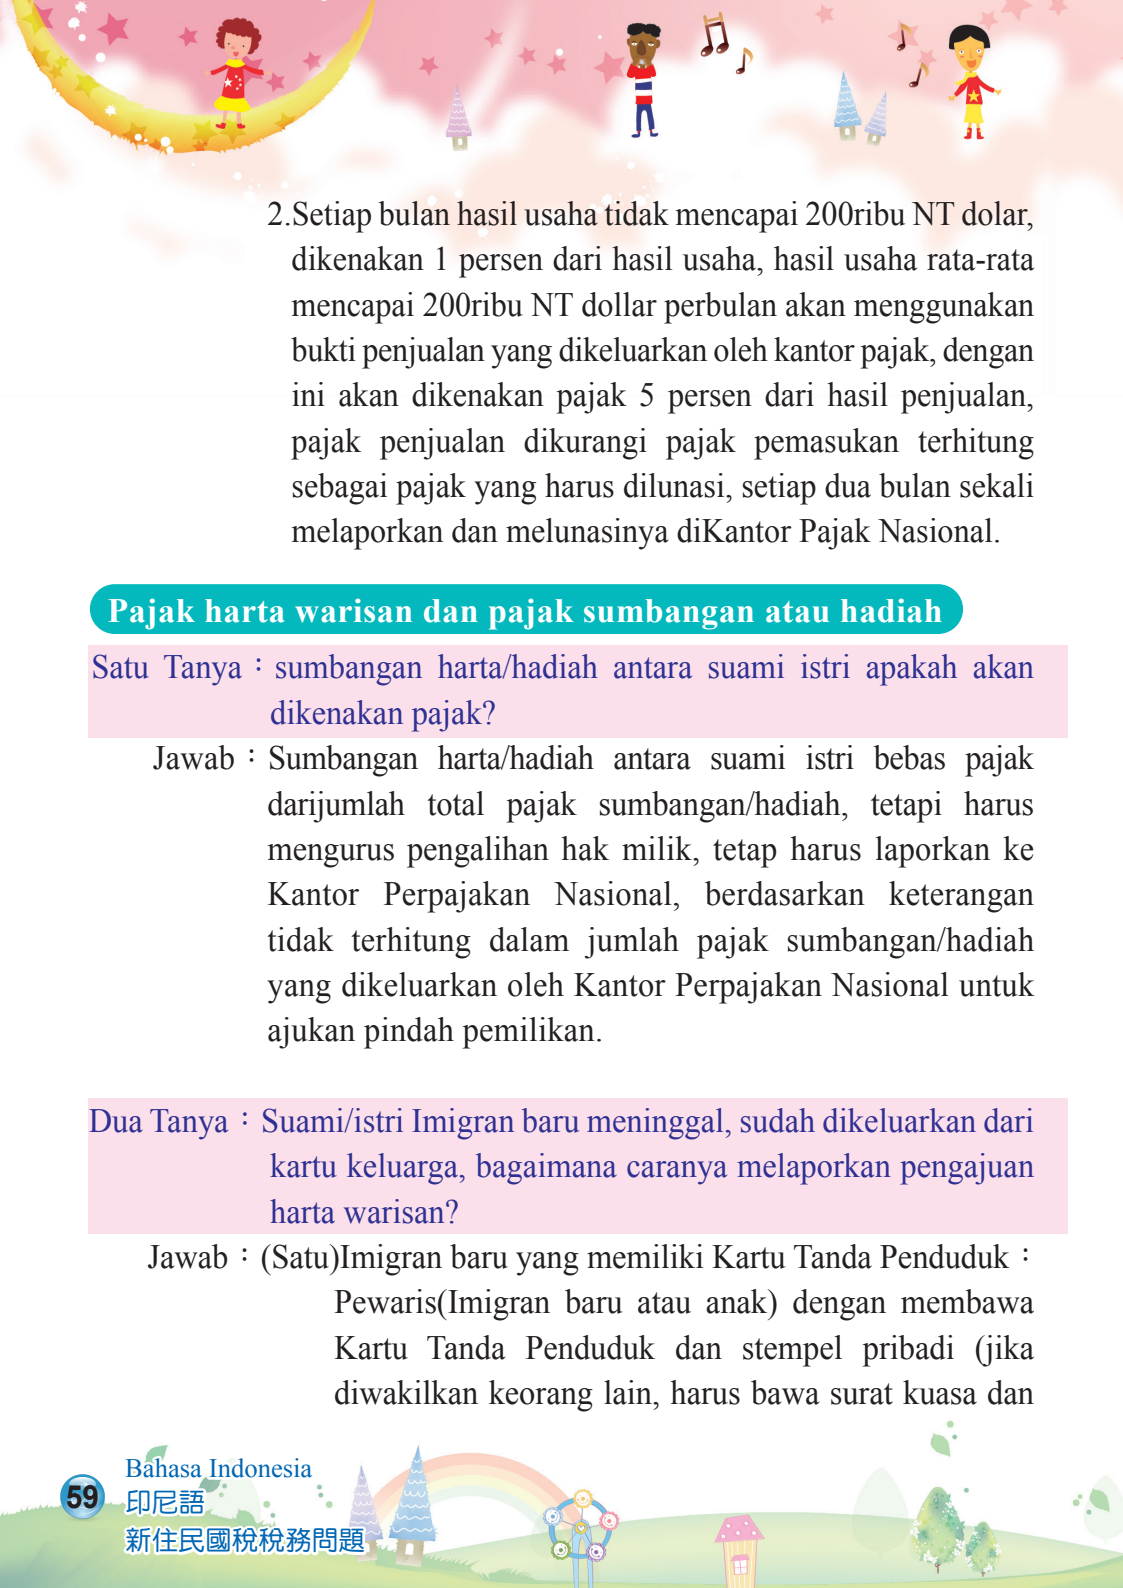 2.Setiap bulan hasil usaha tidak mencapai 200ribu NT dolar,
dikenakan 1 persen dari hasil usaha, hasil usaha rata-rata
mencapai 200ribu NT dollar perbulan akan menggunakan
bukti penjualan yang dikeluarkan oleh kantor pajak, dengan
ini akan dikenakan pajak 5 persen dari hasil penjualan,
pajak penjualan dikurangi pajak pemasukan terhitung
sebagai pajak yang harus dilunasi, setiap dua bulan sekali
melaporkan dan melunasinya diKantor Pajak Nasional.
Pajak harta warisan dan pajak sumbangan atau hadiah
Satu Tanya：sumbangan harta/hadiah antara suami istri apakah akan
dikenakan pajak?
Jawab：Sumbangan harta/hadiah antara suami istri bebas pajak
darijumlah total pajak sumbangan/hadiah, tetapi harus
mengurus pengalihan hak milik, tetap harus laporkan ke
Kantor Perpajakan Nasional, berdasarkan keterangan
tidak terhitung dalam jumlah pajak sumbangan/hadiah
yang dikeluarkan oleh Kantor Perpajakan Nasional untuk
ajukan pindah pemilikan.
Dua Tanya：Suami/istri Imigran baru meninggal, sudah dikeluarkan dari
kartu keluarga, bagaimana caranya melaporkan pengajuan
harta warisan?
Jawab：(Satu)Imigran baru yang memiliki Kartu Tanda Penduduk：
Pewaris(Imigran baru atau anak) dengan membawa
Kartu Tanda Penduduk dan stempel pribadi (jika
diwakilkan keorang lain, harus bawa surat kuasa dan
Bahasa Indonesia
59 印尼語
新住民國稅稅務問題